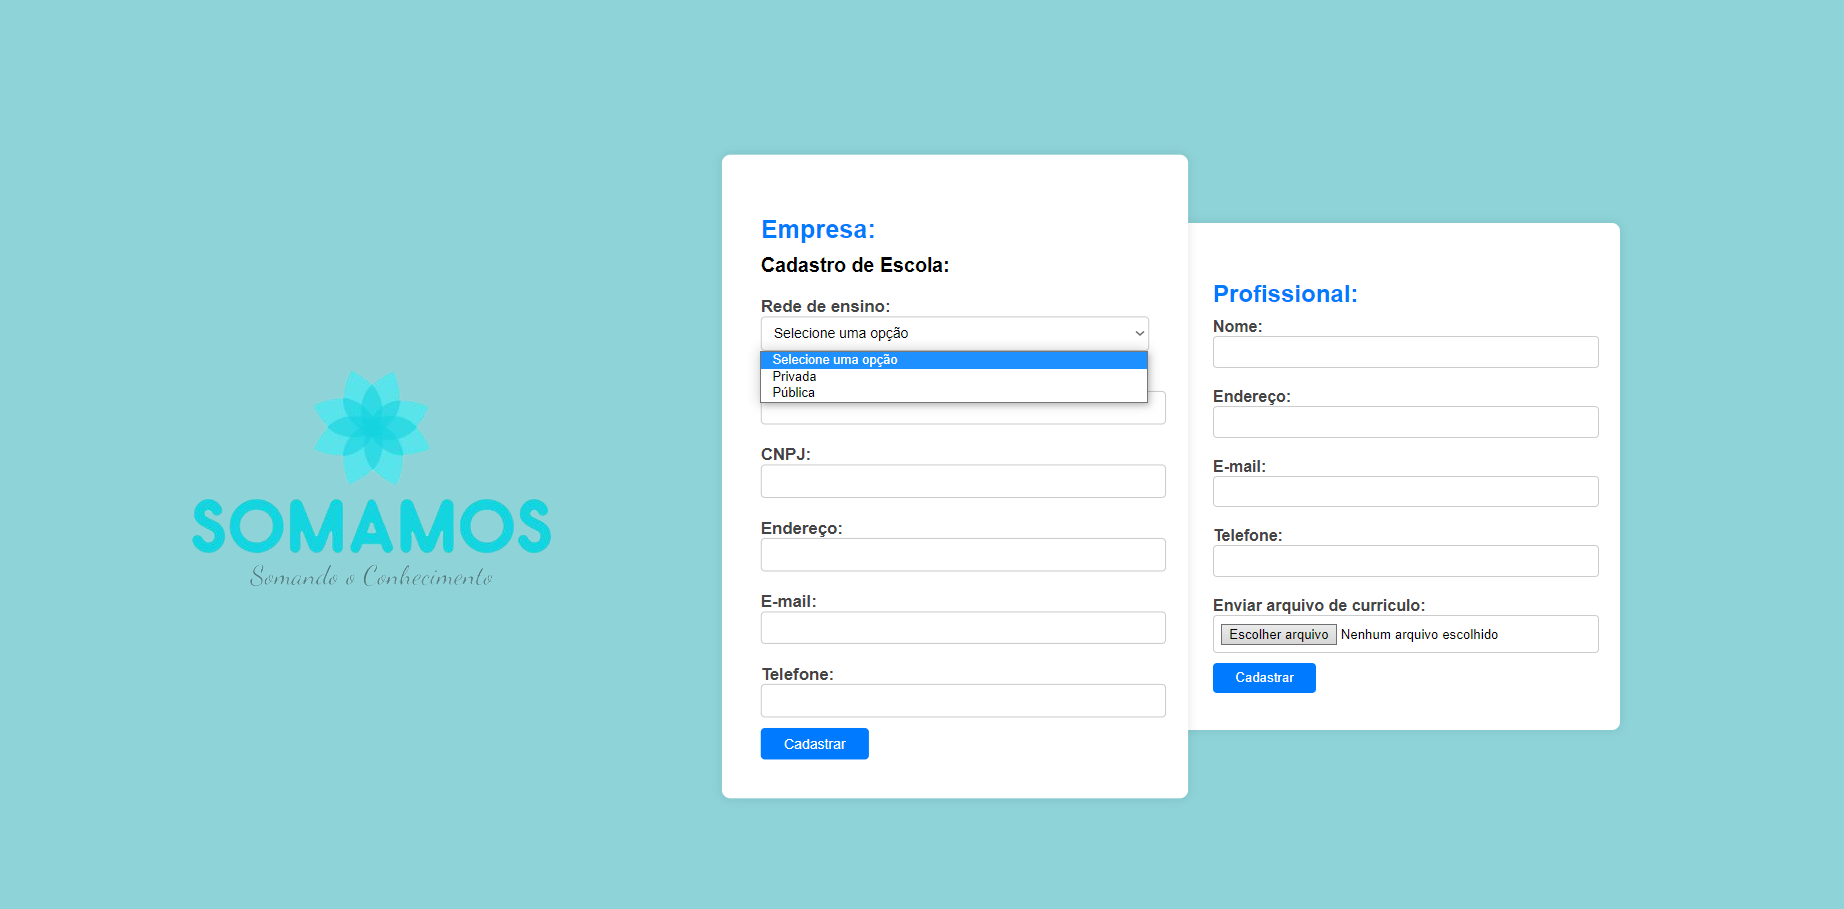 SOMAMOS
Somando o Conhecimento
Empresa:
Cadastro de Escola:
Rede de ensino:
Selecione uma opção
Selecione uma opção
Privada
Pública
CNPJ:
Endereço:
E-mail:
Telefone:
Cadastrar
Profissional:
Nome:
Endereço:
E-mail:
Telefone:
Enviar arquivo de curriculo:
Escolher arquivo Nenhum arquivo escolhido
Cadastrar